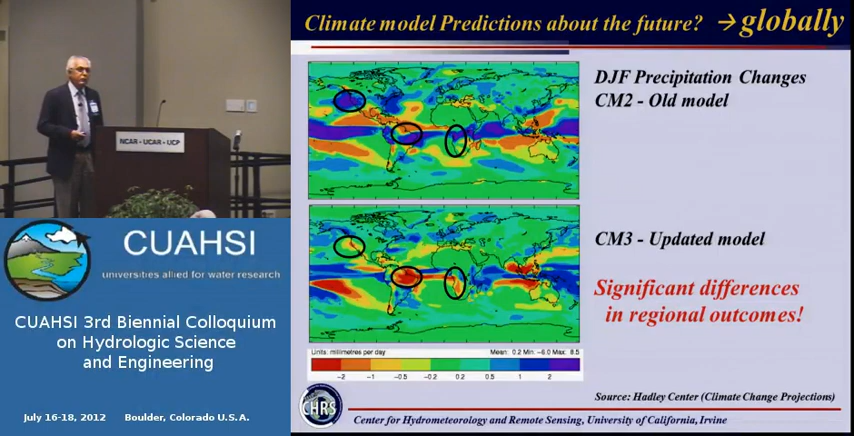 Climate model Predictions about the future? → globally
DJF Precipitation Changes
CM2 - Old model
NCAR - UCAR - UCP
CUAHSI
universities allied for water research
CM3 - Updated model
Significant differences
in regional outcomes!
CUAHSI 3rd Biennial Colloquium
on Hydrologic Science
and Engineering
Units: millimetres per day Mean: 0.2 Min: -6.0 Max: 8.5
-2 -1 -0.5 -0.2 0.2 0.5 1 2
Source: Hadley Center (Climate Change Projections)
CHRS
Center for Hydrometeorology and Remote Sensing, University of California, Irvine
July 16-18, 2012 Boulder, Colorado U.S.A.